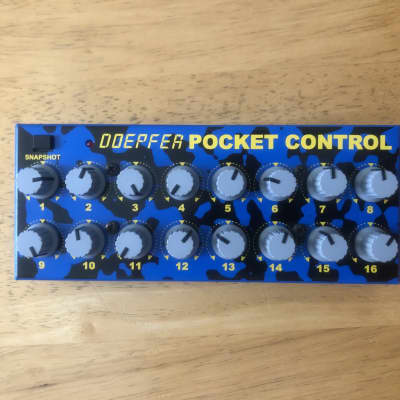 DOEPFER POCKET CONTROL
SNAPSHOT
1 2 3 4 5 6 7 8
9 10 11 12 13 14 15 16